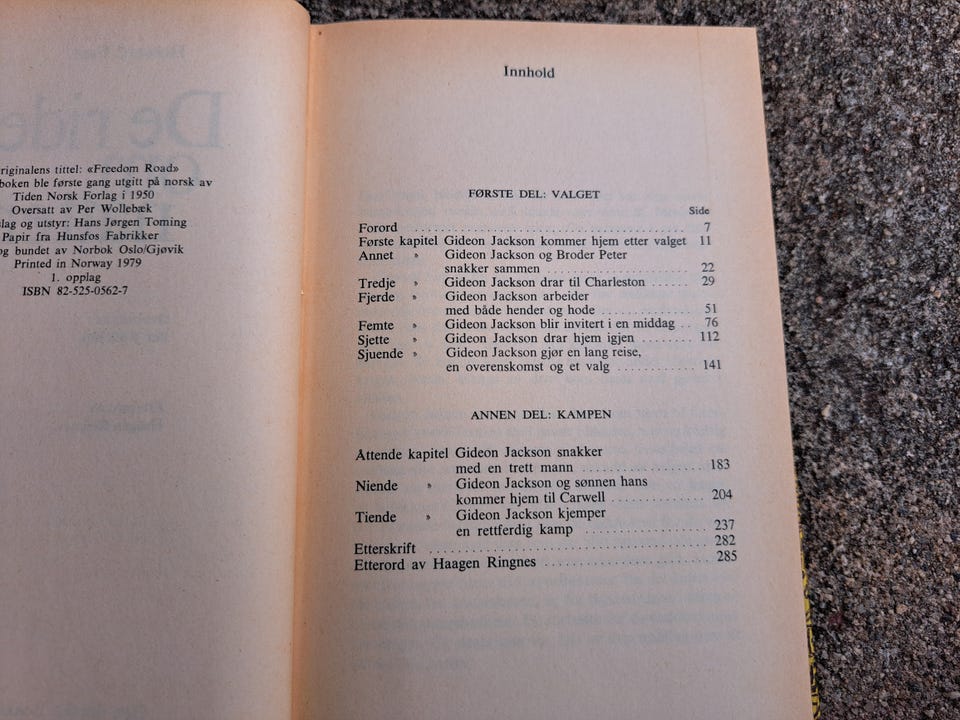 originalens tittel: «Freedom Road»
boken ble første gang utgitt på norsk av
Tiden Norsk Forlag i 1950
Oversatt av Per Wollebæk
og utstyr: Hans Jørgen Toming
Papir fra Hunsfos Fabrikker
og bundet av Norbok Oslo/Gjøvik
Printed in Norway 1979
1. opplag
ISBN 82-525-0562-7
Innhold
FØRSTE DEL: VALGET
Side
Forord ........ 7
Første kapitel Gideon Jackson kommer hjem etter valget 11
Annet » Gideon Jackson og Broder Peter
snakker sammen ........ 22
Tredje » Gideon Jackson drar til Charleston ...... 29
Fjerde » Gideon Jackson arbeider
med både hender og hode ........ 51
Femte » Gideon Jackson blir invitert i en middag .. 76
Sjette » Gideon Jackson drar hjem igjen ........ 112
Sjuende » Gideon Jackson gjør en lang reise,
en overenskomst og et valg ........ 141
ANNEN DEL: KAMPEN
Åttende kapitel Gideon Jackson snakker
med en trett mann ........ 183
Niende » Gideon Jackson og sønnen hans
kommer hjem til Carwell ........ 204
Tiende » Gideon Jackson kjemper
en rettferdig kamp ........ 237
Etterskrift ........ 282
Etterord av Haagen Ringnes ........ 285